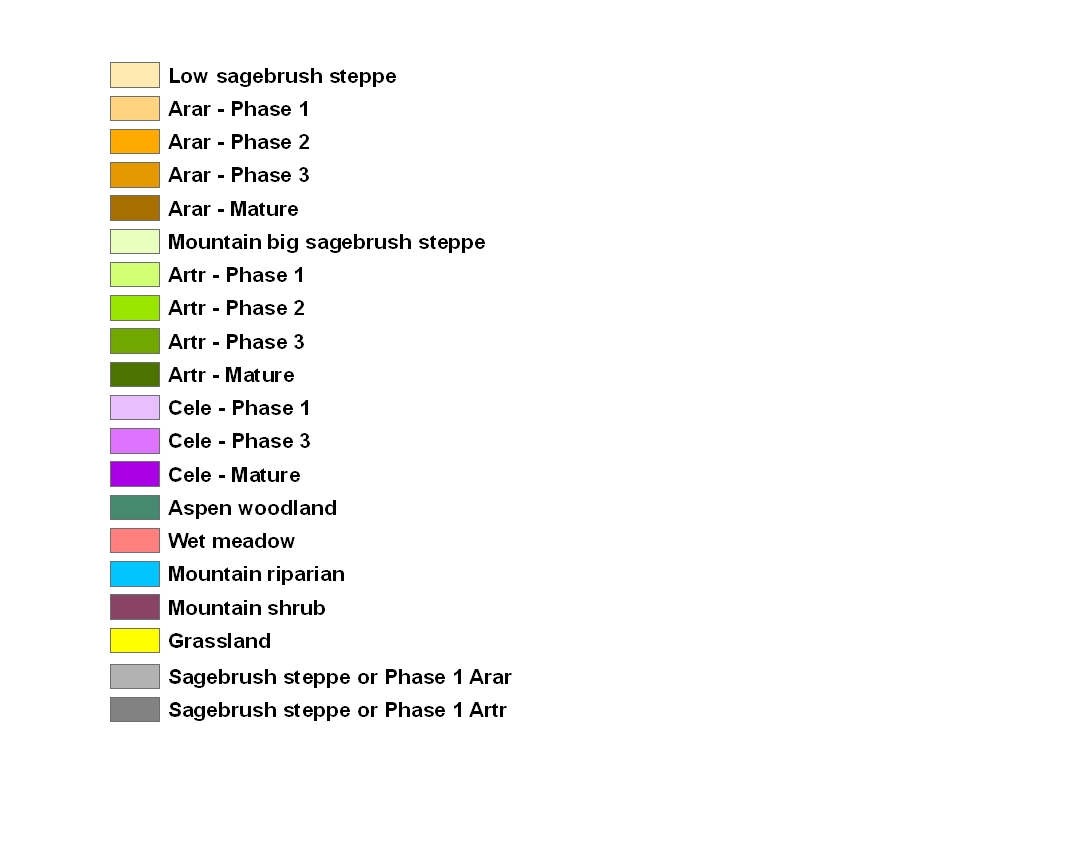 Low sagebrush steppe
Arar - Phase 1
Arar - Phase 2
Arar - Phase 3
Arar - Mature
Mountain big sagebrush steppe
Artr - Phase 1
Artr - Phase 2
Artr - Phase 3
Artr - Mature
Cele - Phase 1
Cele - Phase 3
Cele - Mature
Aspen woodland
Wet meadow
Mountain riparian
Mountain shrub
Grassland
Sagebrush steppe or Phase 1 Arar
Sagebrush steppe or Phase 1 Artr